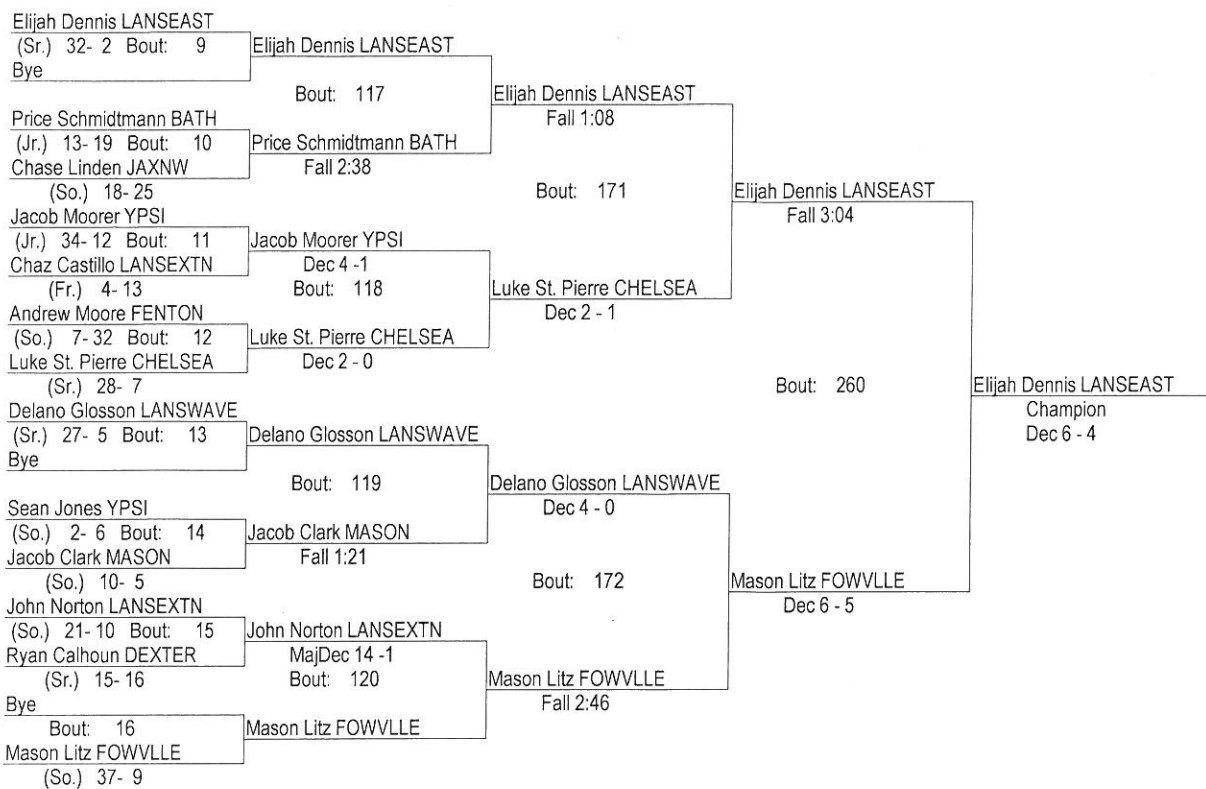 Elijah Dennis LANSEAST
(Sr.) 32- 2 Bout: 9
Bye
Price Schmidtmann BATH
(Jr.) 13- 19 Bout: 10
Chase Linden JAXNW
(So.) 18- 25
Jacob Moorer YPSI
(Jr.) 34- 12 Bout: 11
Chaz Castillo LANSEXTN
(Fr.) 4- 13
Andrew Moore FENTON
(So.) 7- 32 Bout: 12
Luke St. Pierre CHELSEA
(Sr.) 28- 7
Delano Glosson LANSWAVE
(Sr.) 27- 5 Bout: 13
Bye
Sean Jones YPSI
(So.) 2- 6 Bout: 14
Jacob Clark MASON
(So.) 10- 5
John Norton LANSEXTN
(So.) 21- 10 Bout: 15
Ryan Calhoun DEXTER
(Sr.) 15- 16
Bye
Bout: 16
Mason Litz FOWVLLE
(So.) 37- 9
Elijah Dennis LANSEAST
Bout: 117
Price Schmidtmann BATH
Fall 2:38
Jacob Moorer YPSI
Dec 4 -1
Bout: 118
Luke St. Pierre CHELSEA
Dec 2 - 0
Delano Glosson LANSWAVE
Bout: 119
Jacob Clark MASON
Fall 1:21
John Norton LANSEXTN
MajDec 14 -1
Bout: 120
Mason Litz FOWVLLE
Elijah Dennis LANSEAST
Fall 1:08
Bout: 171
Luke St. Pierre CHELSEA
Dec 2 - 1
Delano Glosson LANSWAVE
Dec 4 - 0
Bout: 172
Mason Litz FOWVLLE
Fall 2:46
Elijah Dennis LANSEAST
Fall 3:04
Bout: 260
Mason Litz FOWVLLE
Dec 6 - 5
Elijah Dennis LANSEAST
Champion
Dec 6 - 4